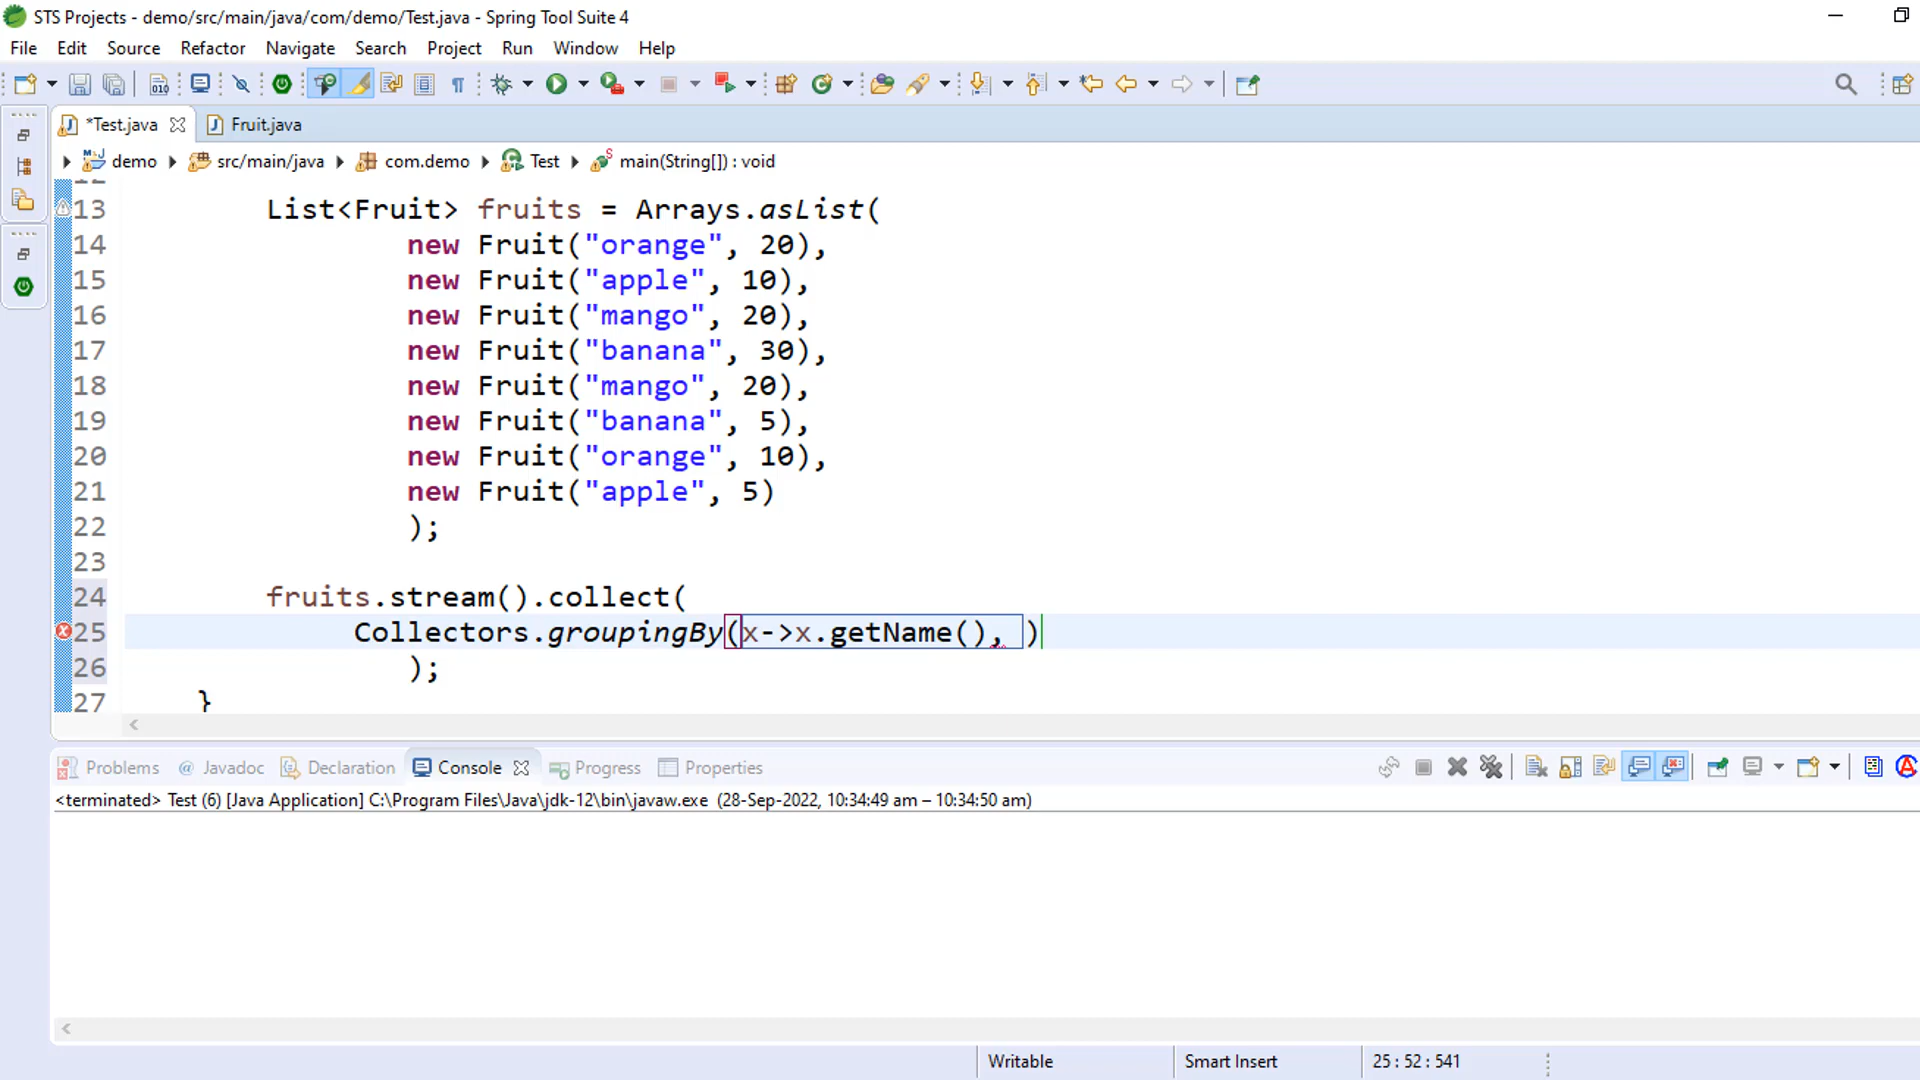 STS Projects - demo/src/main/java/com/demo/Test.java - Spring Tool Suite 4
File Edit Source Refactor Navigate Search Project Run Window Help
*Test.java Fruit.java
demo src/main/java com.demo Test main(String[]) : void
13 List<Fruit> fruits = Arrays.asList(
14 new Fruit("orange", 20),
15 new Fruit("apple", 10),
16 new Fruit("mango", 20),
17 new Fruit("banana", 30),
18 new Fruit("mango", 20),
19 new Fruit("banana", 5),
20 new Fruit("orange", 10),
21 new Fruit("apple", 5)
22 );
23
24 fruits.stream().collect(
25 Collectors.groupingBy(x->x.getName(), )
26 );
27 }
Problems @ Javadoc Declaration Console Progress Properties
<terminated> Test (6) [Java Application] C:\Program Files\Java\jdk-12\bin\javaw.exe (28-Sep-2022, 10:34:49 am – 10:34:50 am)
Writable Smart Insert 25 : 52 : 541